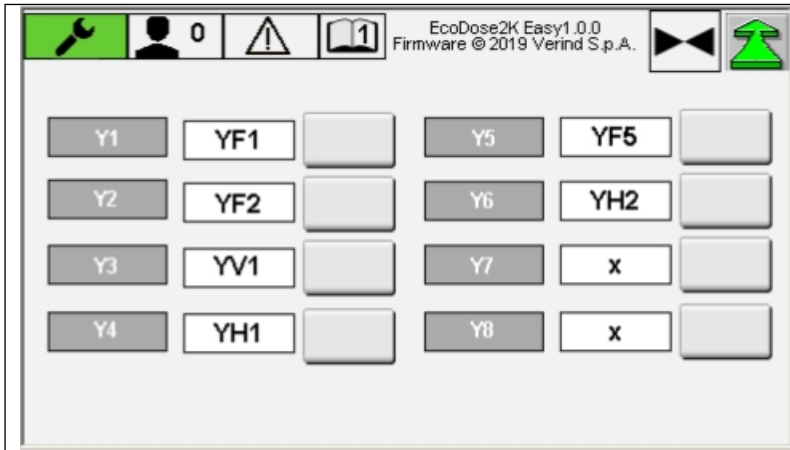 0
1
EcoDose2K Easy1.0.0
Firmware © 2019 Verind S.p.A.
Y1 YF1 Y5 YF5
Y2 YF2 Y6 YH2
Y3 YV1 Y7 x
Y4 YH1 Y8 x